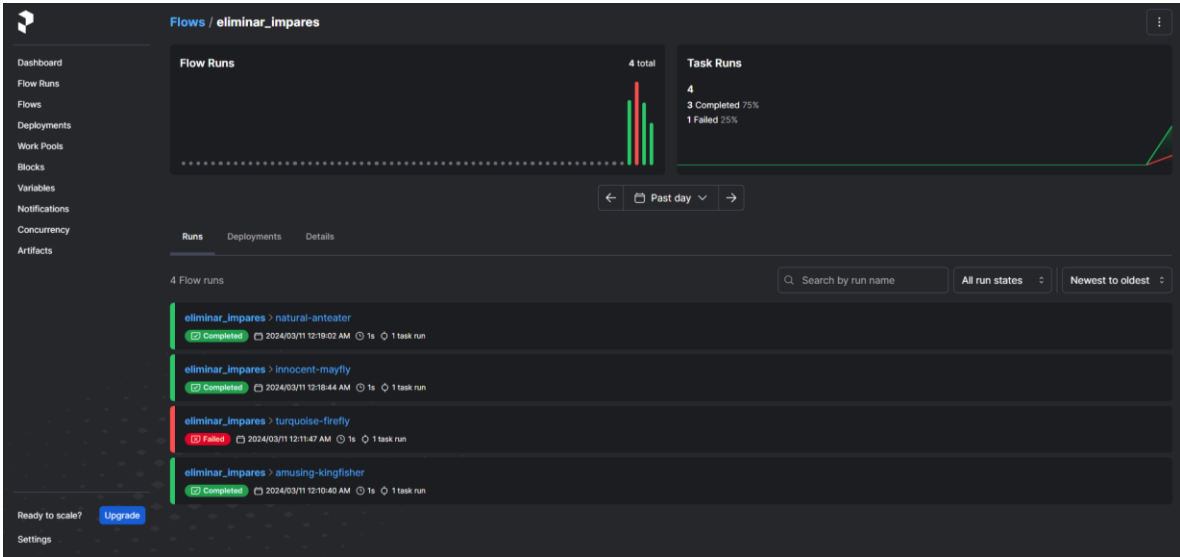 Flows / eliminar_impares
Dashboard
Flow Runs
Flows
Deployments
Work Pools
Blocks
Variables
Notifications
Concurrency
Artifacts
Ready to scale? Upgrade
Settings
Flow Runs 4 total
Task Runs
4
3 Completed 75%
1 Failed 25%
Past day
Runs Deployments Details
4 Flow runs Search by run name All run states Newest to oldest
eliminar_impares > natural-anteater
Completed 2024/03/11 12:19:02 AM 1s 1 task run
eliminar_impares > innocent-mayfly
Completed 2024/03/11 12:18:44 AM 1s 1 task run
eliminar_impares > turquoise-firefly
Failed 2024/03/11 12:11:47 AM 1s 1 task run
eliminar_impares > amusing-kingfisher
Completed 2024/03/11 12:10:40 AM 1s 1 task run